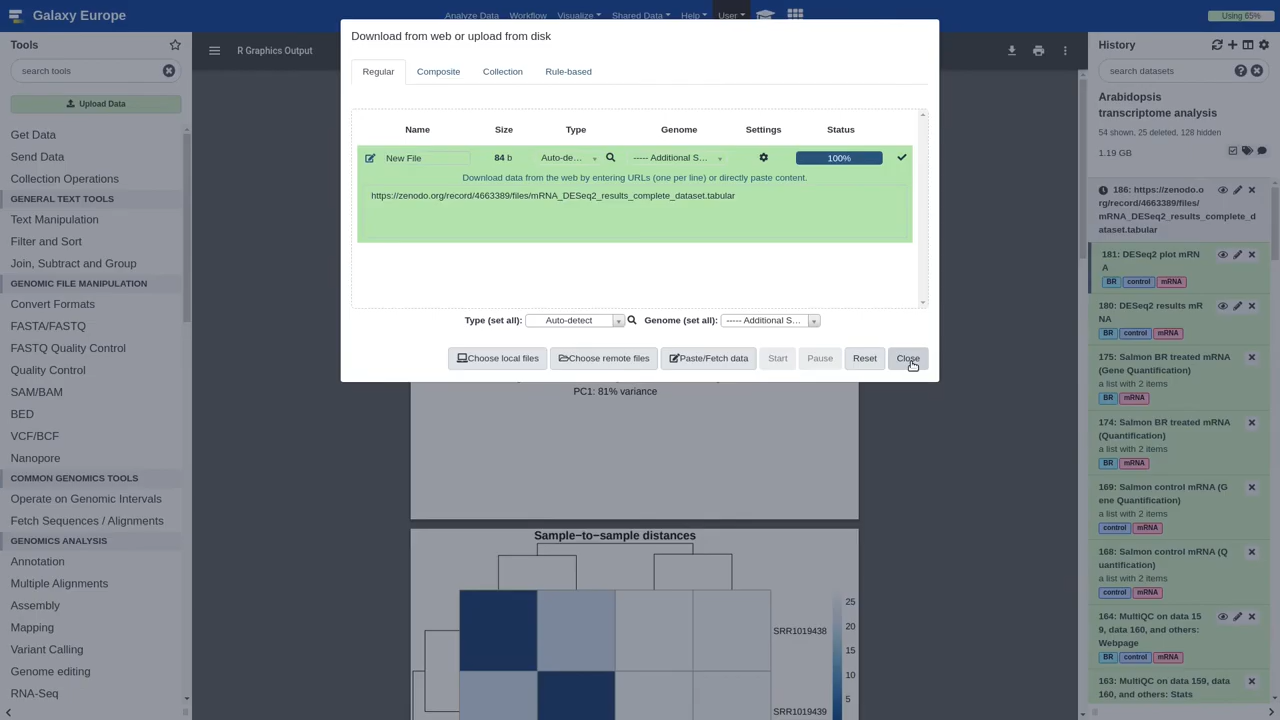 Galaxy Europe
Analyze Data Workflow Visualize Shared Data Help User
Using 65%
Tools
search tools
Upload Data
Get Data
Send Data
Collection Operations
Text Manipulation
Filter and Sort
Join, Subtract and Group
GENOMIC FILE MANIPULATION
Convert Formats
FASTQ Quality Control
Quality Control
SAM/BAM
BED
VCF/BCF
Nanopore
COMMON GENOMICS TOOLS
Operate on Genomic Intervals
Fetch Sequences / Alignments
GENOMICS ANALYSIS
Annotation
Multiple Alignments
Assembly
Mapping
Variant Calling
Genome editing
RNA-Seq
R Graphics Output
Download from web or upload from disk
Regular Composite Collection Rule-based
Name Size Type Genome Settings Status
New File 84 b Auto-de... ----- Additional S... 100%
Download data from the web by entering URLs (one per line) or directly paste content.
https://zenodo.org/record/4663389/files/mRNA_DESeq2_results_complete_dataset.tabular
Type (set all): Auto-detect Genome (set all): ----- Additional S...
Choose local files Choose remote files Paste/Fetch data Start Pause Reset Close
PC1: 81% variance
Sample−to−sample distances
25
20
15
10
5
SRR1019438
SRR1019439
History
search datasets
Arabidopsis
transcriptome analysis
54 shown, 25 deleted, 128 hidden
1.19 GB
186: https://zenodo.o
rg/record/4663389/files/
mRNA_DESeq2_results_complete_d
ataset.tabular
181: DESeq2 plot mRN
A
BR control mRNA
180: DESeq2 results mR
NA
BR control mRNA
175: Salmon BR treated mRNA
(Gene Quantification)
a list with 2 items
BR mRNA
174: Salmon BR treated mRNA
(Quantification)
a list with 2 items
BR mRNA
169: Salmon control mRNA (G
ene Quantification)
a list with 2 items
control mRNA
168: Salmon control mRNA (Q
uantification)
a list with 2 items
control mRNA
164: MultiQC on data 15
9, data 160, and others:
Webpage
BR control mRNA
163: MultiQC on data 159, data
160, and others: Stats